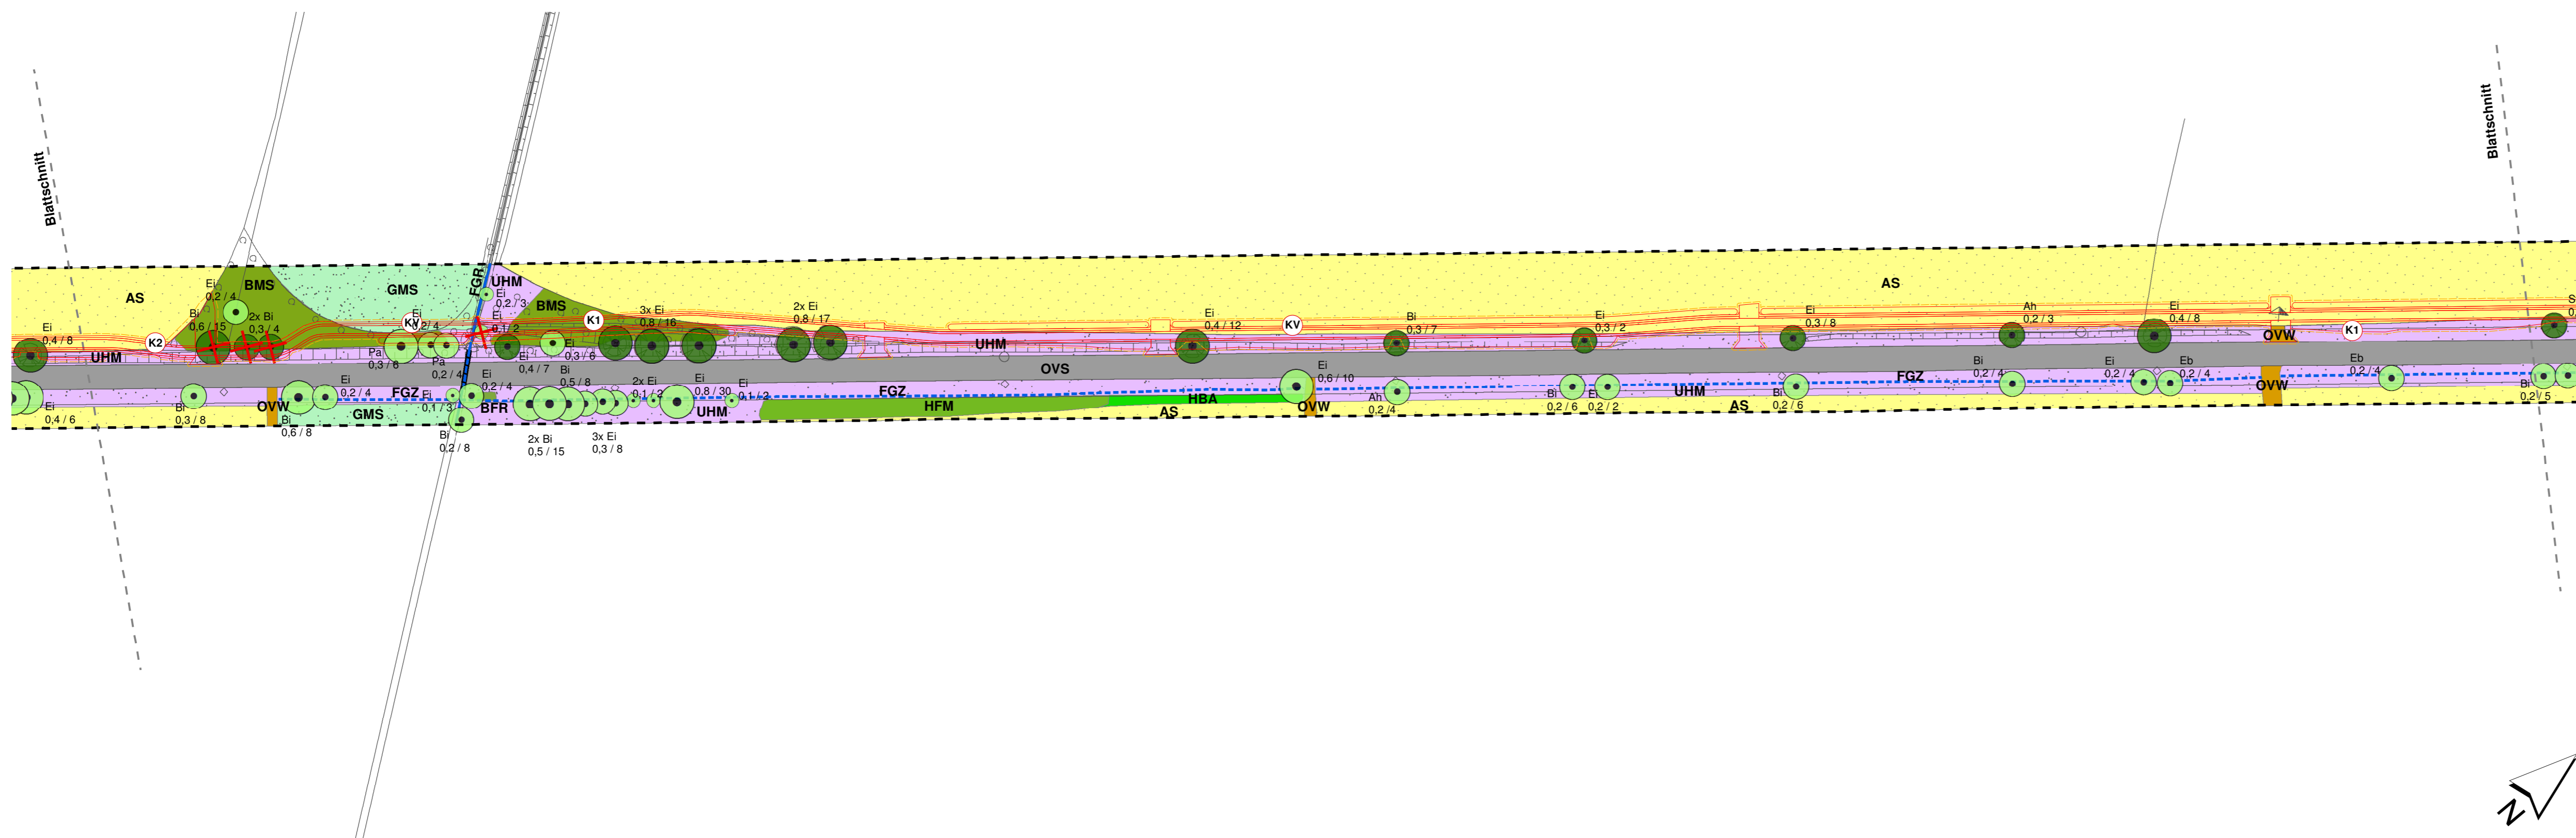 Blattschnitt
Blattschnitt
AS
Ei
0,2 / 4
BMS
GMS
FGR
UHM
Ei
0,2 / 3
BMS
AS
Ei
0,4 / 8
K2
Bi
0,6 / 15
2x Bi
0,3 / 4
KV
Ei
0,2 / 4
Ei
0,1 / 2
K1
3x Ei
0,8 / 16
2x Ei
0,8 / 17
Ei
0,4 / 12
KV
Bi
0,3 / 7
Ei
0,3 / 2
Ei
0,3 / 8
Ah
0,2 / 3
Ei
0,4 / 8
OVW
K1
UHM
Pa
0,3 / 6
Pa
0,2 / 4
Ei
0,4 / 7
Ei
0,3 / 6
UHM
OVS
Ei
0,4 / 6
Bi
0,3 / 8
OVW
Bi
0,6 / 8
Ei
0,2 / 4
GMS
FGZ
Ei
0,1 / 3
Ei
0,2 / 4
BFR
Bi
0,2 / 8
Bi
0,5 / 8
2x Bi
0,5 / 15
3x Ei
0,3 / 8
2x Ei
0,1 / 2
Ei
0,8 / 30
UHM
Ei
0,1 / 2
FGZ
HFM
HBA
AS
Ei
0,6 / 10
OVW
Ah
0,2 /4
Bi
0,2 / 6
Ei
0,2 / 2
UHM
AS
Bi
0,2 / 6
FGZ
Bi
0,2 / 4
Ei
0,2 / 4
Eb
0,2 / 4
OVW
Eb
0,2 / 4
Bi
0,2 / 5
N